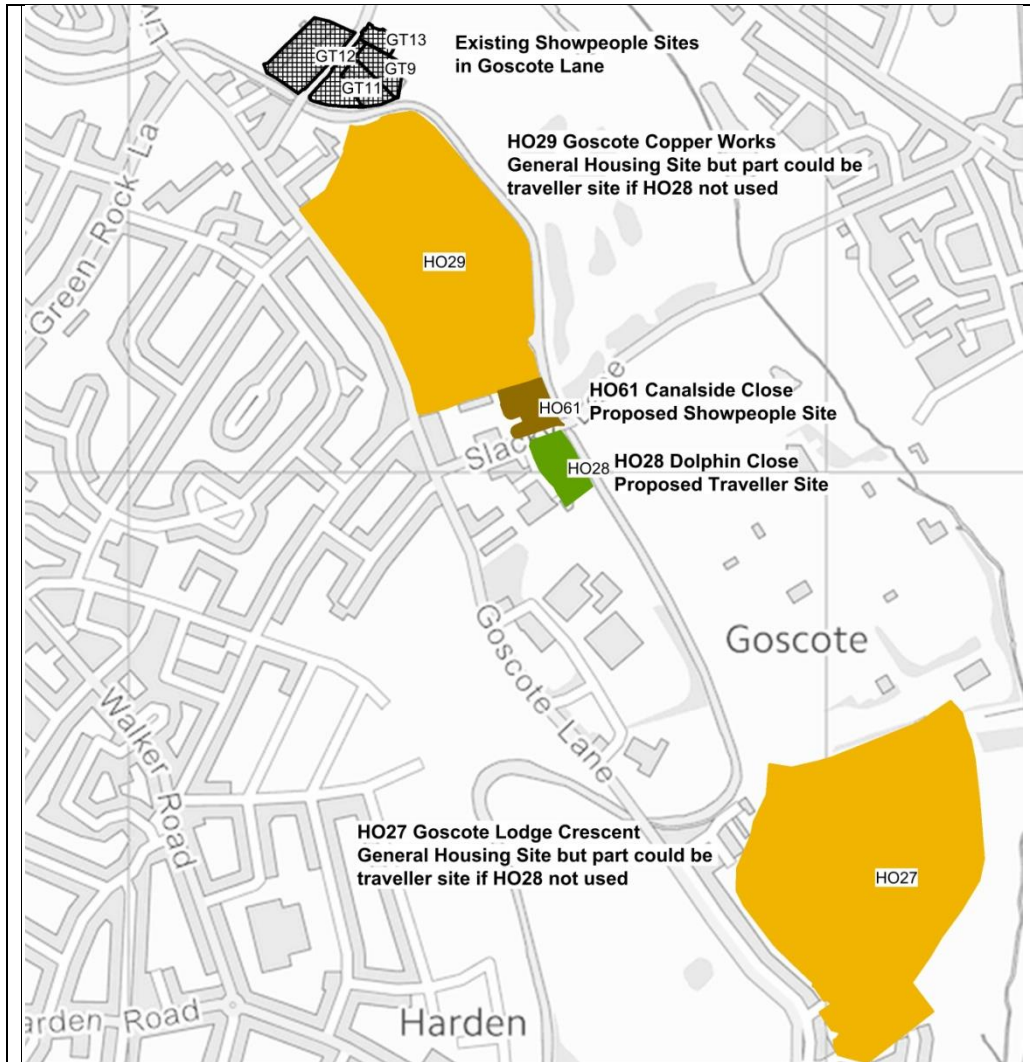 GT13
GT12
GT9
GT11
Existing Showpeople Sites
in Goscote Lane
HO29 Goscote Copper Works
General Housing Site but part could be
traveller site if HO28 not used
Green Rock La
HO29
HO61 Canalside Close
Proposed Showpeople Site
HO61
HO28
HO28 Dolphin Close
Proposed Traveller Site
Goscote
Goscote Lane
Walker Road
HO27 Goscote Lodge Crescent
General Housing Site but part could be
traveller site if HO28 not used
HO27
Harden
arden Road